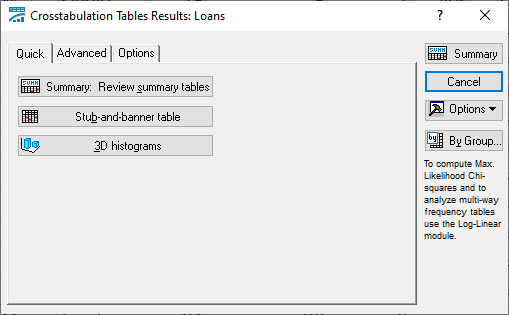 Crosstabulation Tables Results: Loans
?
Quick
Advanced
Options
Summary: Review summary tables
Stub-and-banner table
3D histograms
Summary
Cancel
Options
By Group...
To compute Max.
Likelihood Chi-
squares and to
analyze multi-way
frequency tables
use the Log-Linear
module.